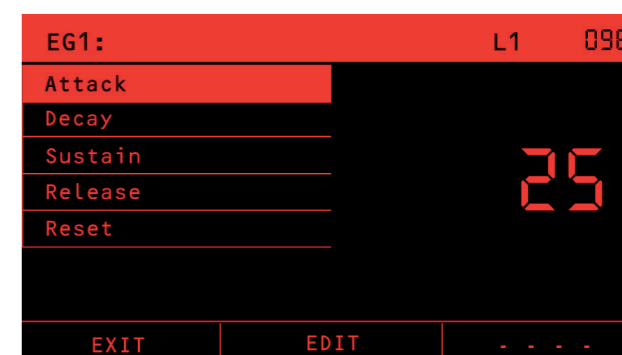 EG1: L1
Attack
Decay
Sustain
Release
Reset
25
EXIT EDIT - - - -